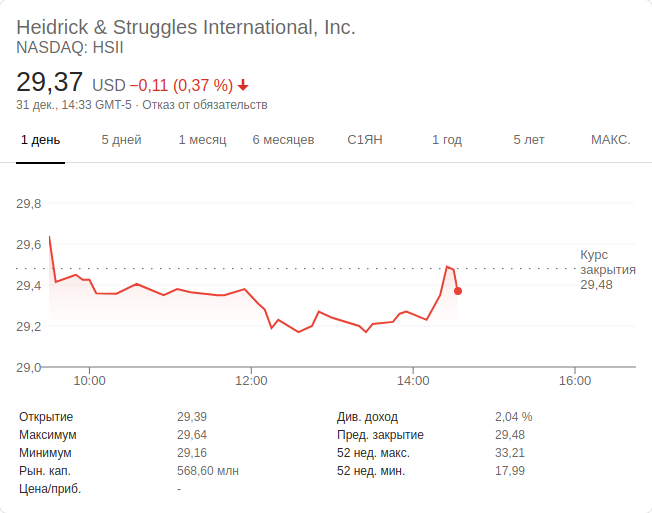 Heidrick & Struggles International, Inc.
NASDAQ: HSII
29,37 USD −0,11 (0,37 %)
31 дек., 14:33 GMT-5 · Отказ от обязательств
1 день 5 дней 1 месяц 6 месяцев С1ЯН 1 год 5 лет МАКС.
29,8
29,6
29,4
29,2
29,0
Курс
закрытия
29,48
10:00 12:00 14:00 16:00
Открытие 29,39 Див. доход 2,04 %
Максимум 29,64 Пред. закрытие 29,48
Минимум 29,16 52 нед. макс. 33,21
Рын. кап. 568,60 млн 52 нед. мин. 17,99
Цена/приб. -